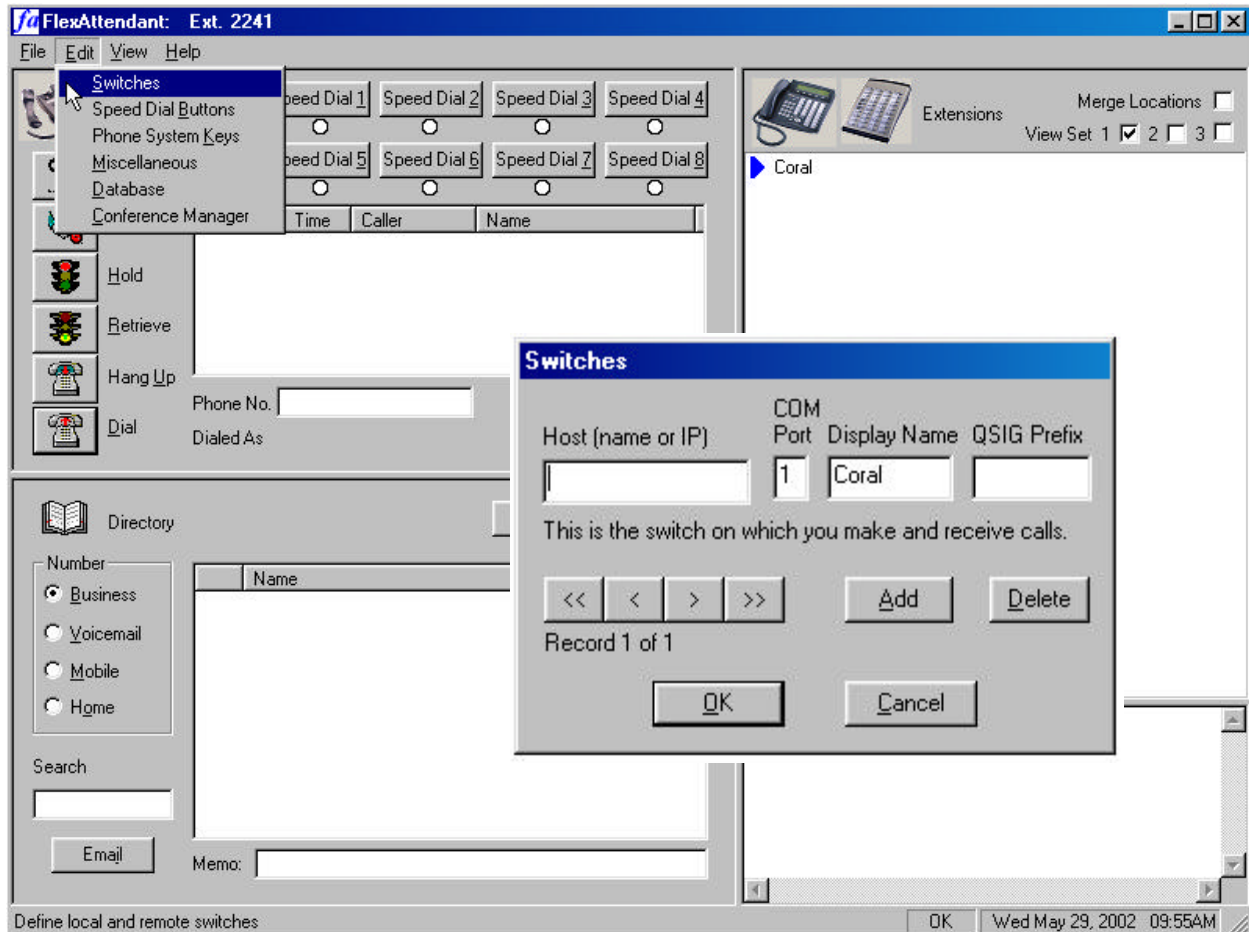 fa FlexAttendant: Ext. 2241
File Edit View Help
Switches
Speed Dial Buttons
Phone System Keys
Miscellaneous
Database
Conference Manager
peed Dial 1 Speed Dial 2 Speed Dial 3 Speed Dial 4
peed Dial 5 Speed Dial 6 Speed Dial 7 Speed Dial 8
Time Caller Name
Hold
Retrieve
Hang Up
Dial
Phone No.
Dialed As
Extensions
Merge Locations
View Set 1 2 3
Coral
Switches
Host (name or IP) COM Port Display Name QSIG Prefix
1 Coral
This is the switch on which you make and receive calls.
<< < > >> Add Delete
Record 1 of 1
OK Cancel
Directory
Number
Business
Voicemail
Mobile
Home
Name
Search
Email
Memo:
Define local and remote switches
OK Wed May 29, 2002 09:55AM